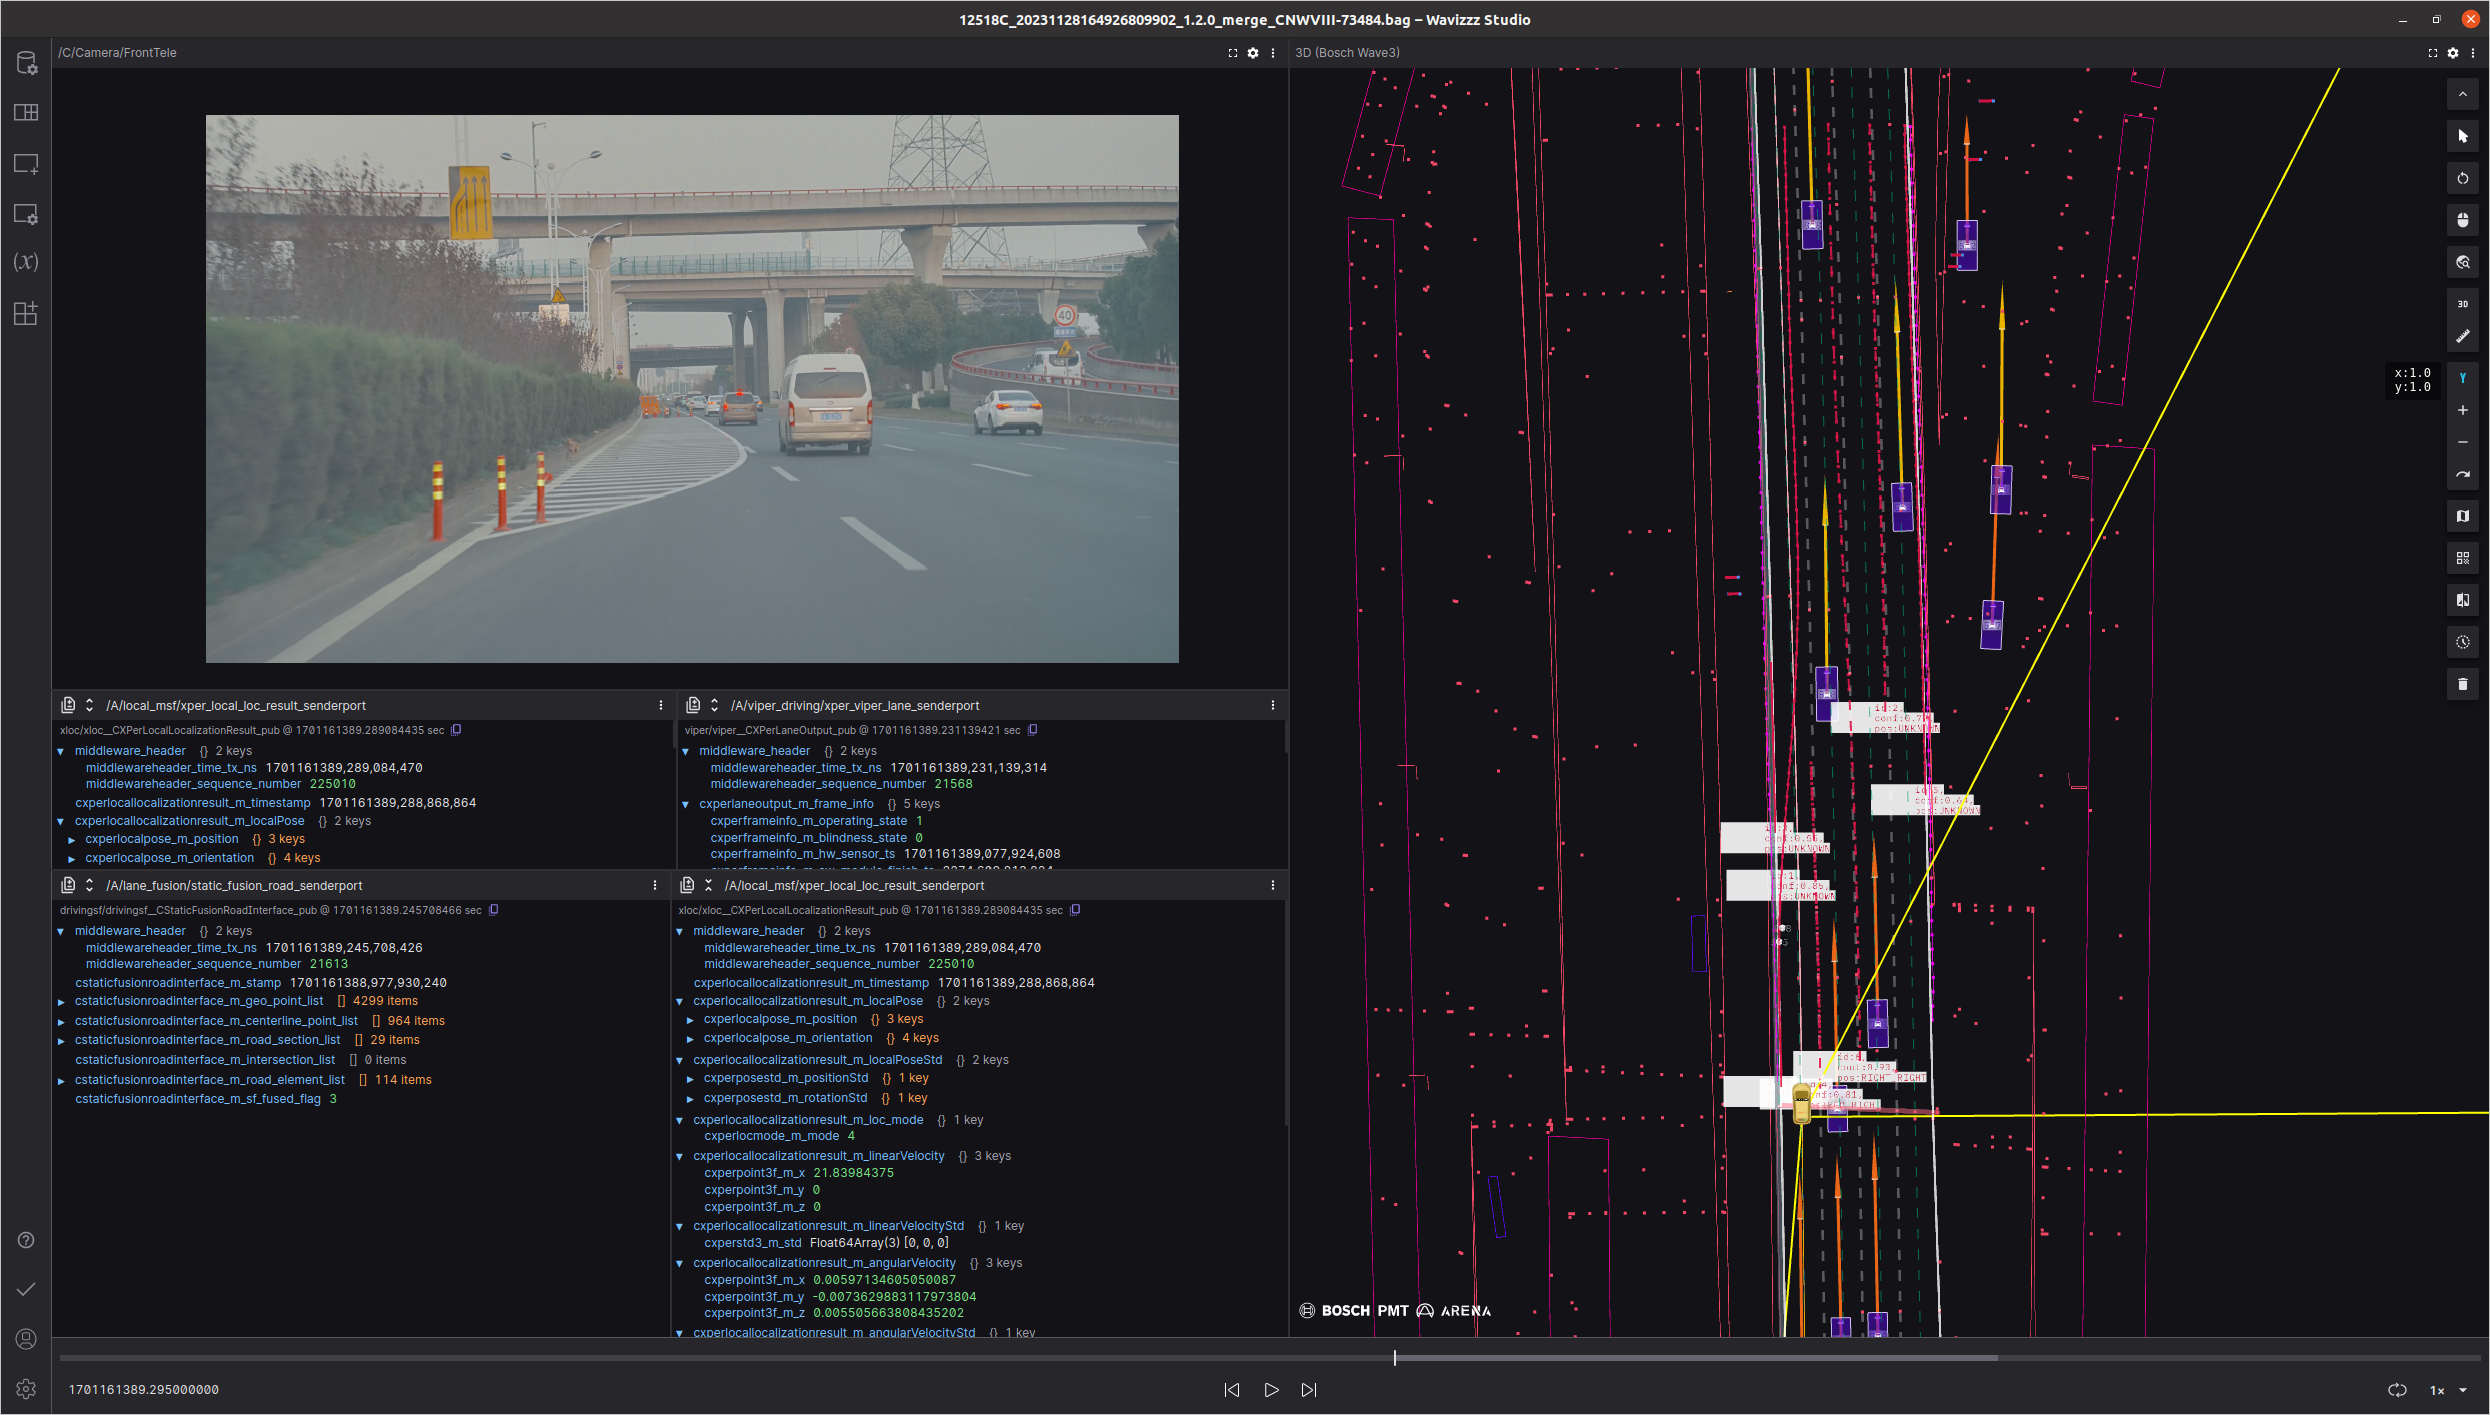 12518C_20231128164926809902_1.2.0_merge_CNWVIII-73484.bag – Wavizzz Studio
/C/Camera/FrontTele
40
/A/local_msf/xper_local_loc_result_senderport
xloc/xloc__CXPerLocalLocalizationResult_pub @ 1701161389.289084435 sec
middleware_header {} 2 keys
middlewareheader_time_tx_ns 1701161389,289,084,470
middlewareheader_sequence_number 225010
cxperlocallocalizationresult_m_timestamp 1701161389,288,868,864
cxperlocallocalizationresult_m_localPose {} 2 keys
cxperlocalpose_m_position {} 3 keys
cxperlocalpose_m_orientation {} 4 keys
/A/viper_driving/xper_viper_lane_senderport
viper/viper__CXPerLaneOutput_pub @ 1701161389.231139421 sec
middleware_header {} 2 keys
middlewareheader_time_tx_ns 1701161389,231,139,314
middlewareheader_sequence_number 21568
cxperlaneoutput_m_frame_info {} 5 keys
cxperframeinfo_m_operating_state 1
cxperframeinfo_m_blindness_state 0
cxperframeinfo_m_hw_sensor_ts 1701161389,077,924,608
/A/lane_fusion/static_fusion_road_senderport
drivingsf/drivingsf__CStaticFusionRoadInterface_pub @ 1701161389.245708466 sec
middleware_header {} 2 keys
middlewareheader_time_tx_ns 1701161389,245,708,426
middlewareheader_sequence_number 21613
cstaticfusionroadinterface_m_stamp 1701161388,977,930,240
cstaticfusionroadinterface_m_geo_point_list [] 4299 items
cstaticfusionroadinterface_m_centerline_point_list [] 964 items
cstaticfusionroadinterface_m_road_section_list [] 29 items
cstaticfusionroadinterface_m_intersection_list [] 0 items
cstaticfusionroadinterface_m_road_element_list [] 114 items
cstaticfusionroadinterface_m_sf_fused_flag 3
/A/local_msf/xper_local_loc_result_senderport
xloc/xloc__CXPerLocalLocalizationResult_pub @ 1701161389.289084435 sec
middleware_header {} 2 keys
middlewareheader_time_tx_ns 1701161389,289,084,470
middlewareheader_sequence_number 225010
cxperlocallocalizationresult_m_timestamp 1701161389,288,868,864
cxperlocallocalizationresult_m_localPose {} 2 keys
cxperlocalpose_m_position {} 3 keys
cxperlocalpose_m_orientation {} 4 keys
cxperlocallocalizationresult_m_localPoseStd {} 2 keys
cxperposestd_m_positionStd {} 1 key
cxperposestd_m_rotationStd {} 1 key
cxperlocallocalizationresult_m_loc_mode {} 1 key
cxperlocmode_m_mode 4
cxperlocallocalizationresult_m_linearVelocity {} 3 keys
cxperpoint3f_m_x 21.83984375
cxperpoint3f_m_y 0
cxperpoint3f_m_z 0
cxperlocallocalizationresult_m_linearVelocityStd {} 1 key
cxperstd3_m_std Float64Array(3) [0, 0, 0]
cxperlocallocalizationresult_m_angularVelocity {} 3 keys
cxperpoint3f_m_x 0.00597134605050087
cxperpoint3f_m_y -0.0073629883117973804
cxperpoint3f_m_z 0.005505663808435202
cxperlocallocalizationresult_m_angularVelocityStd {} 1 key
3D (Bosch Wave3)
3D
x:1.0
y:1.0
Y
pos:UNKNOWN
pos:UNKNOWN
pos:RIGHT_RIGHT
BOSCH PMT ARENA
1701161389.295000000
1×